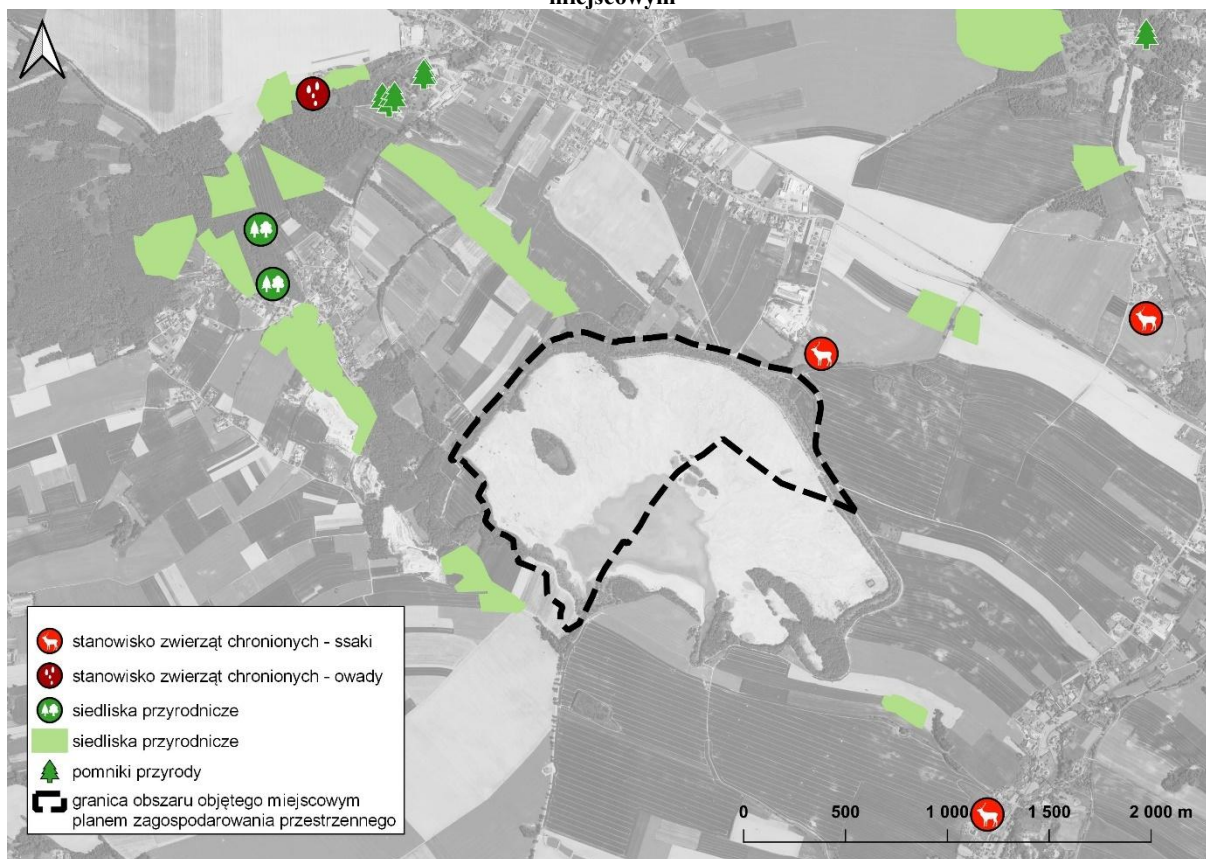 miejscowym
stanowisko zwierząt chronionych - ssaki
stanowisko zwierząt chronionych - owady
siedliska przyrodnicze
siedliska przyrodnicze
pomniki przyrody
granica obszaru objętego miejscowym
planem zagospodarowania przestrzennego
0 500 1 000 1 500 2 000 m